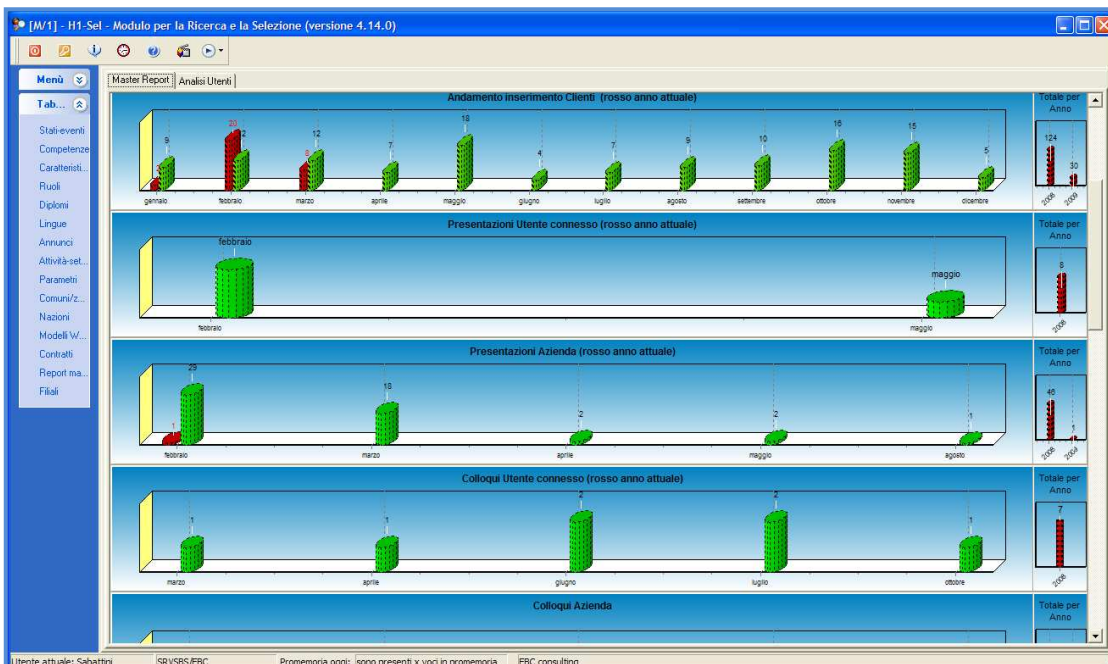 [M/1] - H1-Sel - Modulo per la Ricerca e la Selezione (versione 4.14.0)
Menù
Tab...
Stati-eventi
Competenze
Caratteristi...
Ruoli
Diplomi
Lingue
Annunci
Attività-set...
Parametri
Comuni/z...
Nazioni
Modelli W...
Contratti
Report ma...
Filiali
Master Report
Analisi Utenti
Andamento inserimento Clienti (rosso anno attuale)
9 20 12 8 12 7 18 4 7 9 10 16 15 5
gennaio febbraio marzo aprile maggio giugno luglio agosto settembre ottobre novembre dicembre
Totale per
Anno
124 30
2008 2009
Presentazioni Utente connesso (rosso anno attuale)
febbraio maggio
febbraio maggio
Totale per
Anno
8
2008
Presentazioni Azienda (rosso anno attuale)
1 29 18 2 2 1
febbraio marzo aprile maggio agosto
Totale per
Anno
46 1
2008
Colloqui Utente connesso (rosso anno attuale)
1 1 2 2 1
marzo aprile giugno luglio ottobre
Totale per
Anno
7
2008
Colloqui Azienda
Totale per
Anno
Utente attuale: Sabattini SRVSBS/EBC Promemoria oggi: sono presenti x voci in promemoria EBC consulting